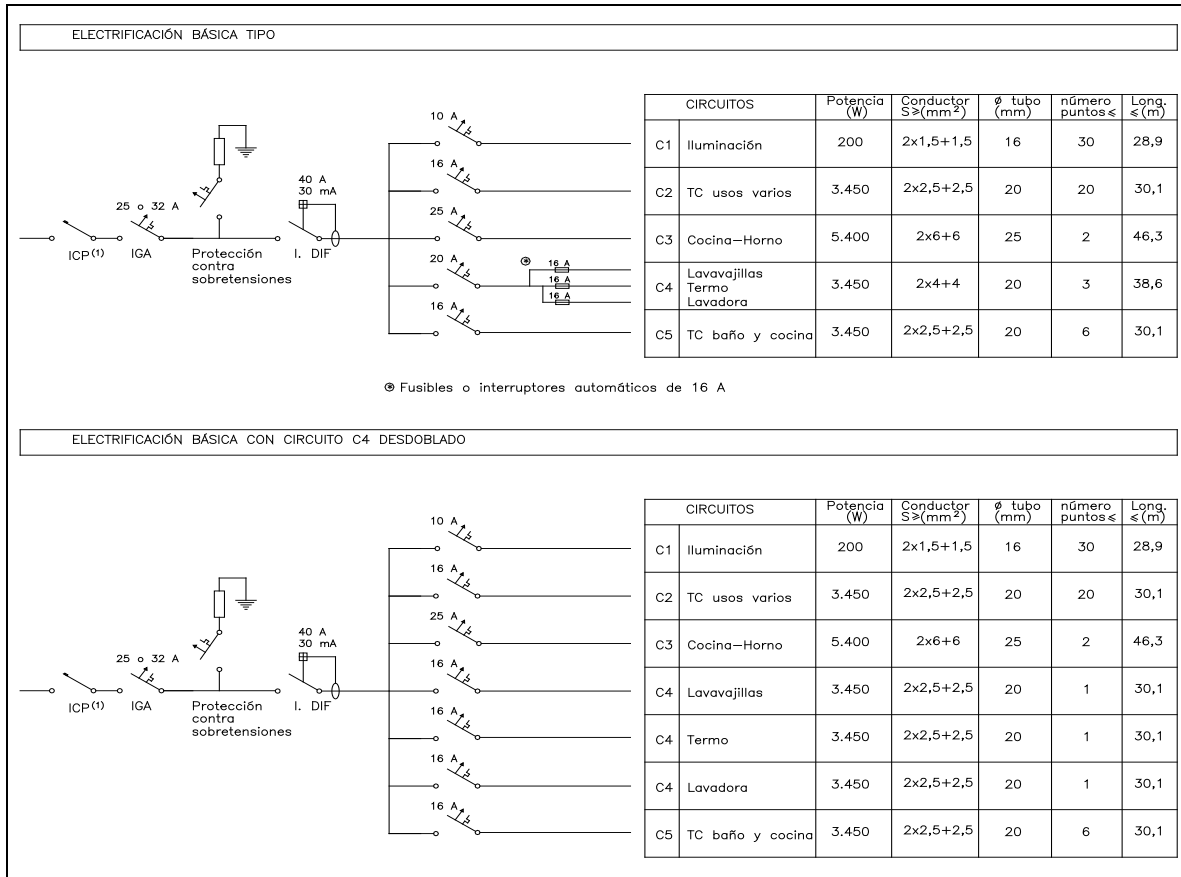 ELECTRIFICACIÓN BÁSICA TIPO
CIRCUITOS Potencia (W) Conductor S≥(mm²) ø tubo (mm) número puntos≤ Long. ≤(m)
10 A
C1 Iluminación 200 2x1,5+1,5 16 30 28,9
16 A
C2 TC usos varios 3.450 2x2,5+2,5 20 20 30,1
25 A
C3 Cocina–Horno 5.400 2x6+6 25 2 46,3
20 A
16 A
16 A
16 A
C4 Lavavajillas Termo Lavadora 3.450 2x4+4 20 3 38,6
16 A
C5 TC baño y cocina 3.450 2x2,5+2,5 20 6 30,1
40 A
30 mA
25 o 32 A
ICP(1)
IGA
Protección
contra
sobretensiones
I. DIF
⊛ Fusibles o interruptores automáticos de 16 A
ELECTRIFICACIÓN BÁSICA CON CIRCUITO C4 DESDOBLADO
CIRCUITOS Potencia (W) Conductor S≥(mm²) ø tubo (mm) número puntos≤ Long. ≤(m)
10 A
C1 Iluminación 200 2x1,5+1,5 16 30 28,9
16 A
C2 TC usos varios 3.450 2x2,5+2,5 20 20 30,1
25 A
C3 Cocina–Horno 5.400 2x6+6 25 2 46,3
16 A
C4 Lavavajillas 3.450 2x2,5+2,5 20 1 30,1
16 A
C4 Termo 3.450 2x2,5+2,5 20 1 30,1
16 A
C4 Lavadora 3.450 2x2,5+2,5 20 1 30,1
16 A
C5 TC baño y cocina 3.450 2x2,5+2,5 20 6 30,1
40 A
30 mA
25 o 32 A
ICP(1)
IGA
Protección
contra
sobretensiones
I. DIF